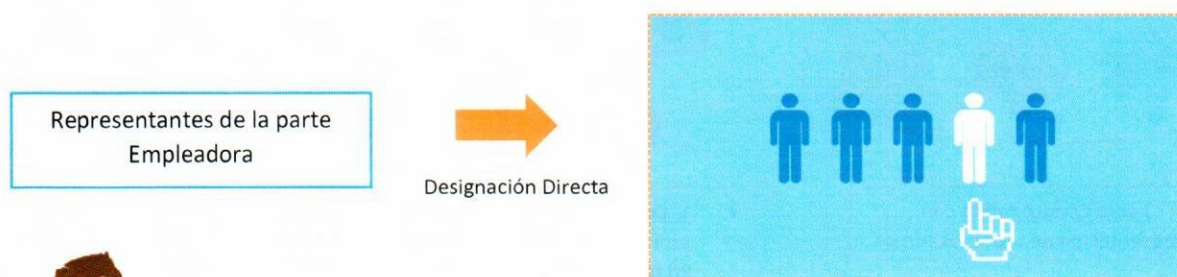 Representantes de la parte
Empleadora
Designación Directa